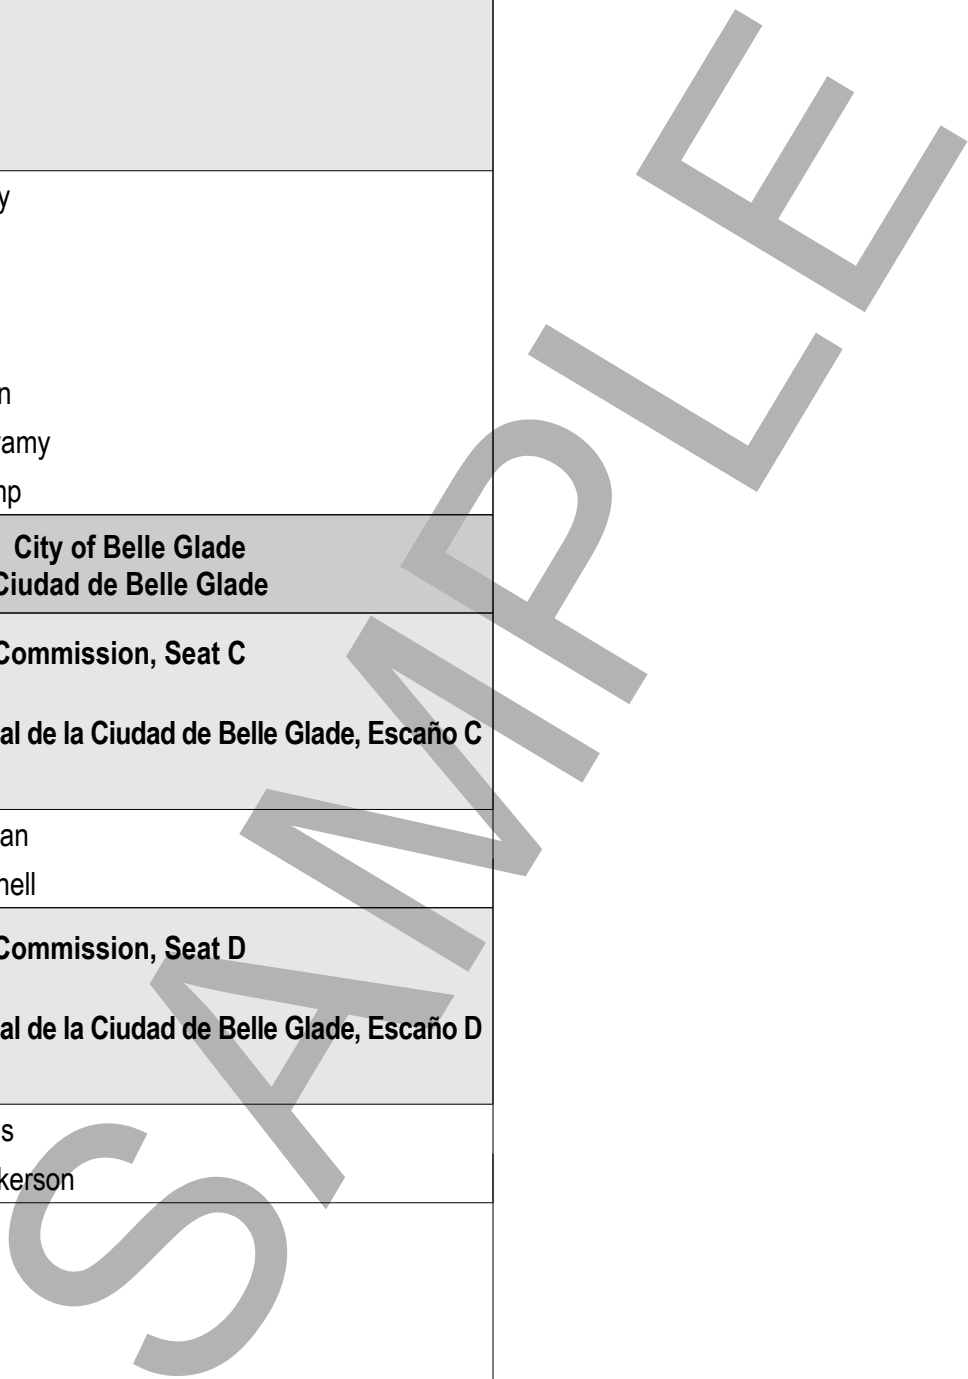 y
n
amy
np
City of Belle Glade
Ciudad de Belle Glade
Commission, Seat C
al de la Ciudad de Belle Glade, Escaño C
an
nell
Commission, Seat D
al de la Ciudad de Belle Glade, Escaño D
s
kerson
SAMPLE